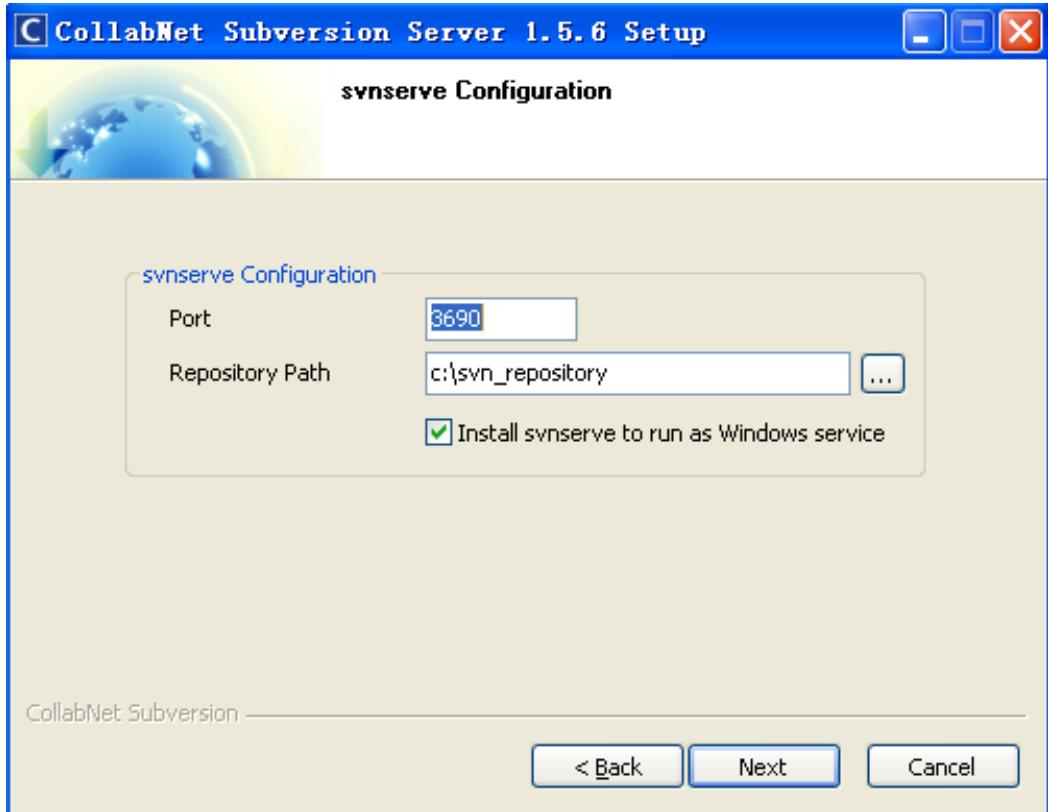 C CollabNet Subversion Server 1.5.6 Setup
svnserve Configuration
svnserve Configuration
Port 3690
Repository Path c:\svn_repository ...
Install svnserve to run as Windows service
CollabNet Subversion
< Back Next Cancel